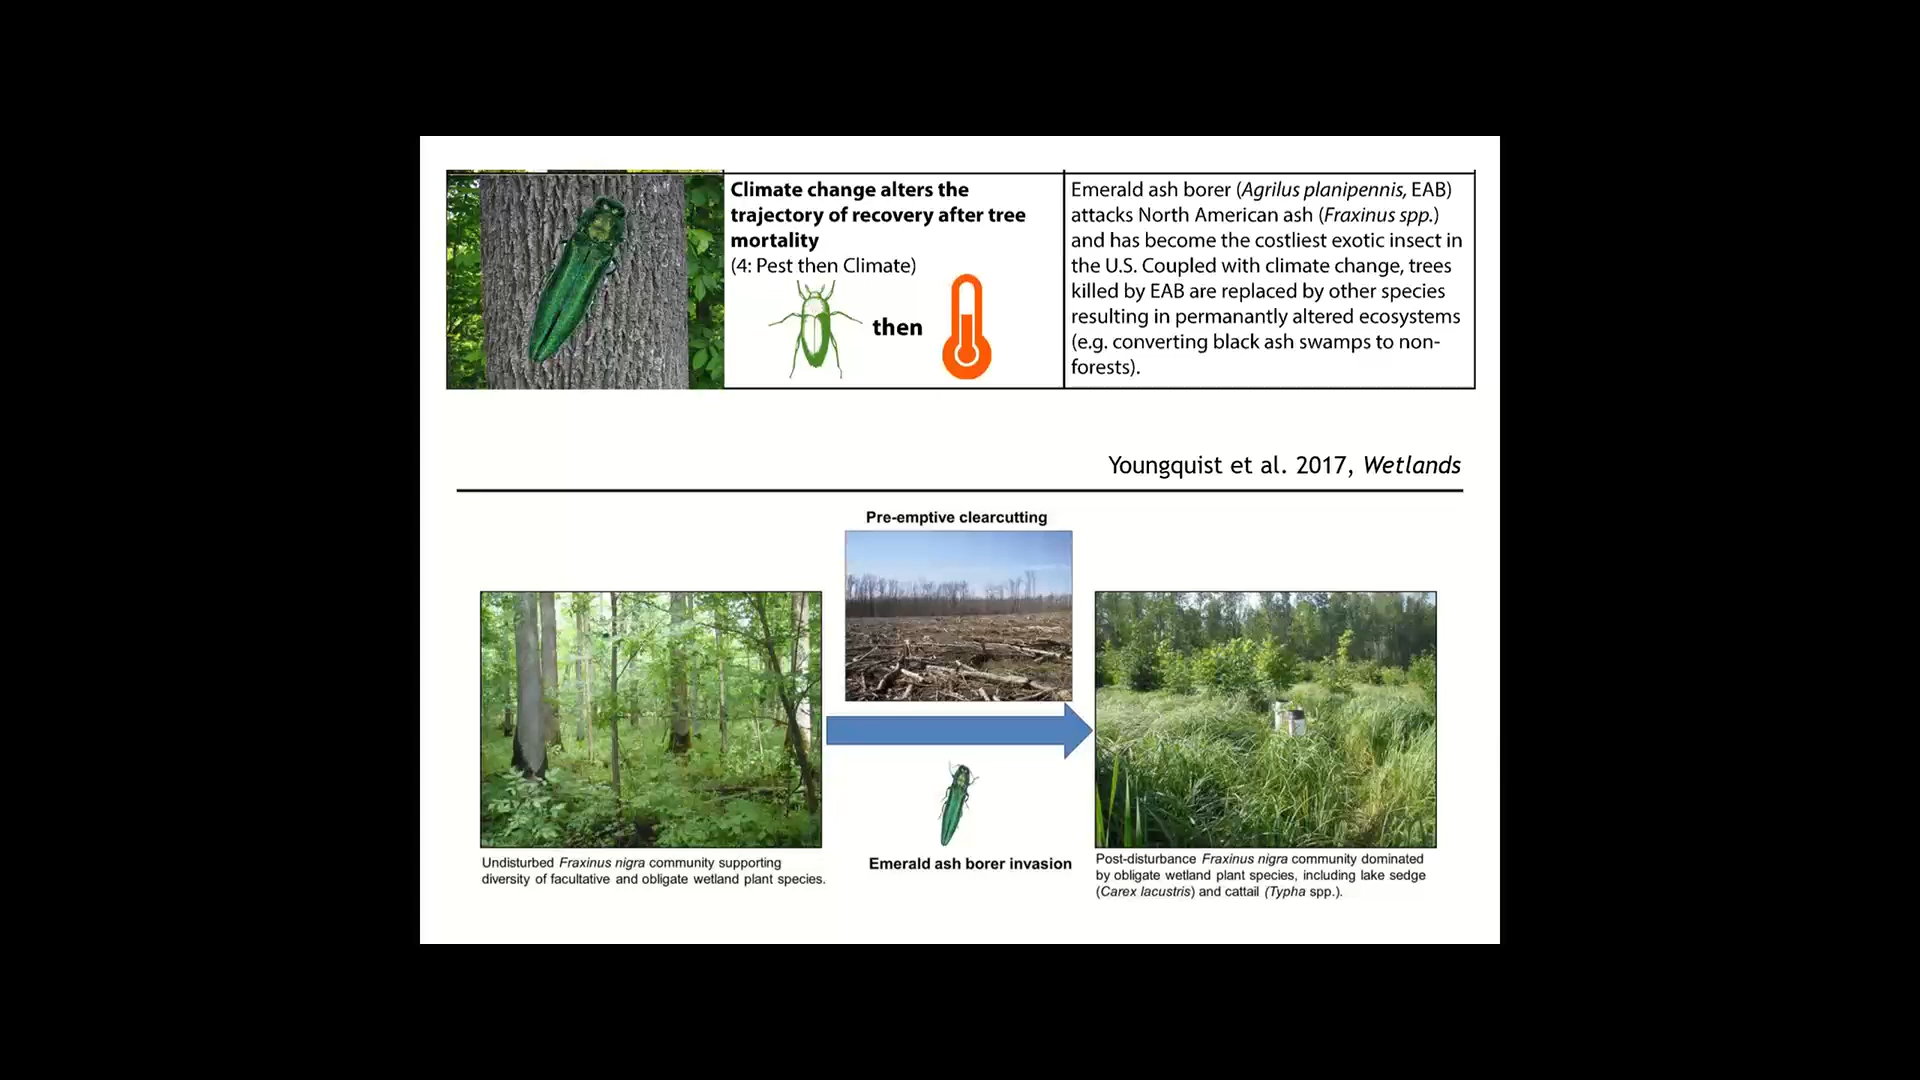 Climate change alters the
trajectory of recovery after tree
mortality
(4: Pest then Climate)
then
Emerald ash borer (Agrilus planipennis, EAB)
attacks North American ash (Fraxinus spp.)
and has become the costliest exotic insect in
the U.S. Coupled with climate change, trees
killed by EAB are replaced by other species
resulting in permanantly altered ecosystems
(e.g. converting black ash swamps to non-
forests).
Youngquist et al. 2017, Wetlands
Pre-emptive clearcutting
Emerald ash borer invasion
Undisturbed Fraxinus nigra community supporting
diversity of facultative and obligate wetland plant species.
Post-disturbance Fraxinus nigra community dominated
by obligate wetland plant species, including lake sedge
(Carex lacustris) and cattail (Typha spp.).